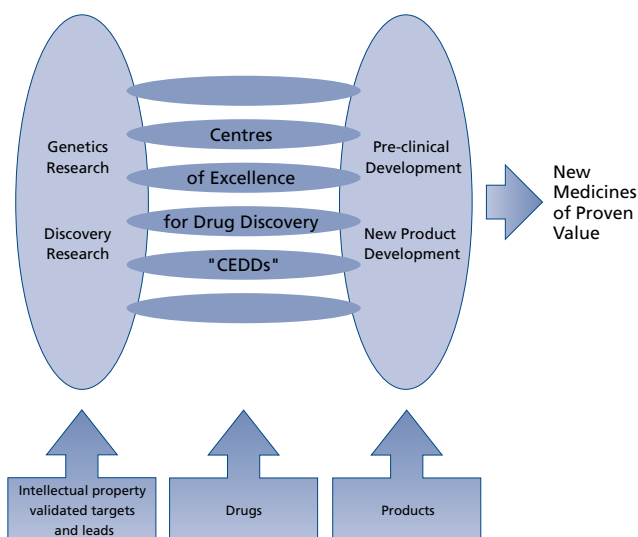 Genetics
Research
Discovery
Research
Centres
of Excellence
for Drug Discovery
"CEDDs"
Pre-clinical
Development
New Product
Development
New
Medicines
of Proven
Value
Intellectual property
validated targets
and leads
Drugs
Products